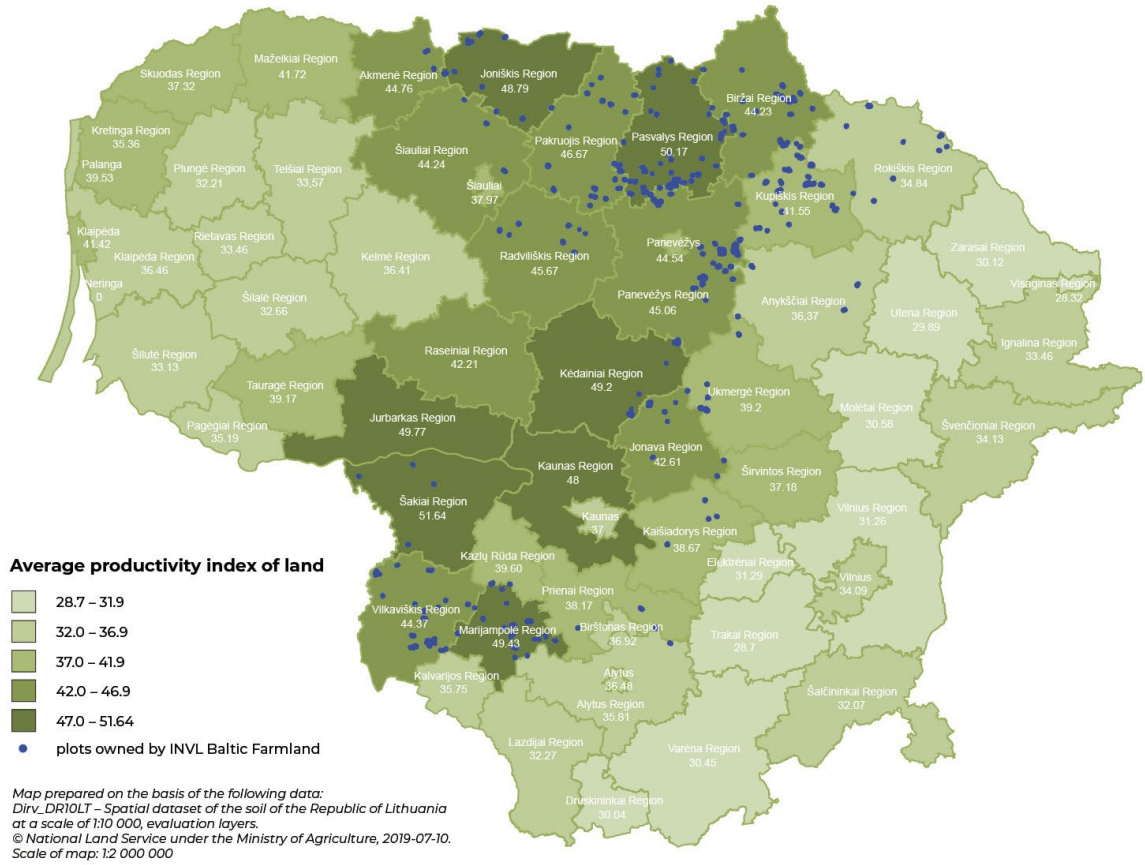 Skuodas Region
37.32
Mažeikiai Region
41.72
Akmenė Region
44.76
Joniškis Region
48.79
Biržai Region
44.23
Kretinga Region
35.36
Palanga
39.53
Plungė Region
32.21
Telšiai Region
33,57
Šiauliai Region
44.24
Šiauliai
37.97
Pakruojis Region
46.67
Pasvalys Region
50.17
Rokiškis Region
34.84
Kupiškis Region
41.55
Klaipėda
41.42
Klaipėda Region
36.46
Rietavas Region
33.46
Kelmė Region
36.41
Radviliškis Region
45.67
Panevėžys
44.54
Panevėžys Region
45.06
Zarasai Region
30.12
Visaginas Region
28.32
Neringa
0
Šilalė Region
32.66
Anykščiai Region
36,37
Utena Region
29.89
Ignalina Region
33.46
Šilutė Region
33.13
Tauragė Region
39.17
Raseiniai Region
42.21
Kėdainiai Region
49.2
Ukmergė Region
39.2
Molėtai Region
30.58
Pagėgiai Region
35.19
Jurbarkas Region
49.77
Jonava Region
42.61
Švenčioniai Region
34.13
Šakiai Region
51.64
Kaunas Region
48
Kaunas
37
Širvintos Region
37.18
Vilnius Region
31.26
Kaišiadorys Region
38.67
Kazlų Rūda Region
39.60
Elektrėnai Region
31.29
Vilnius
34.09
Prienai Region
38.17
Vilkaviškis Region
44.37
Marijampolė Region
49.43
Birštonas Region
36.92
Trakai Region
28.7
Kalvarijos Region
35.75
Alytus
36.48
Alytus Region
35.81
Šalčininkai Region
32.07
Lazdijai Region
32.27
Varėna Region
30.45
Druskininkai Region
30.04
Average productivity index of land
28.7 – 31.9
32.0 – 36.9
37.0 – 41.9
42.0 – 46.9
47.0 – 51.64
plots owned by INVL Baltic Farmland
Map prepared on the basis of the following data:
Dirv_DR10LT – Spatial dataset of the soil of the Republic of Lithuania
at a scale of 1:10 000, evaluation layers.
© National Land Service under the Ministry of Agriculture, 2019-07-10.
Scale of map: 1:2 000 000